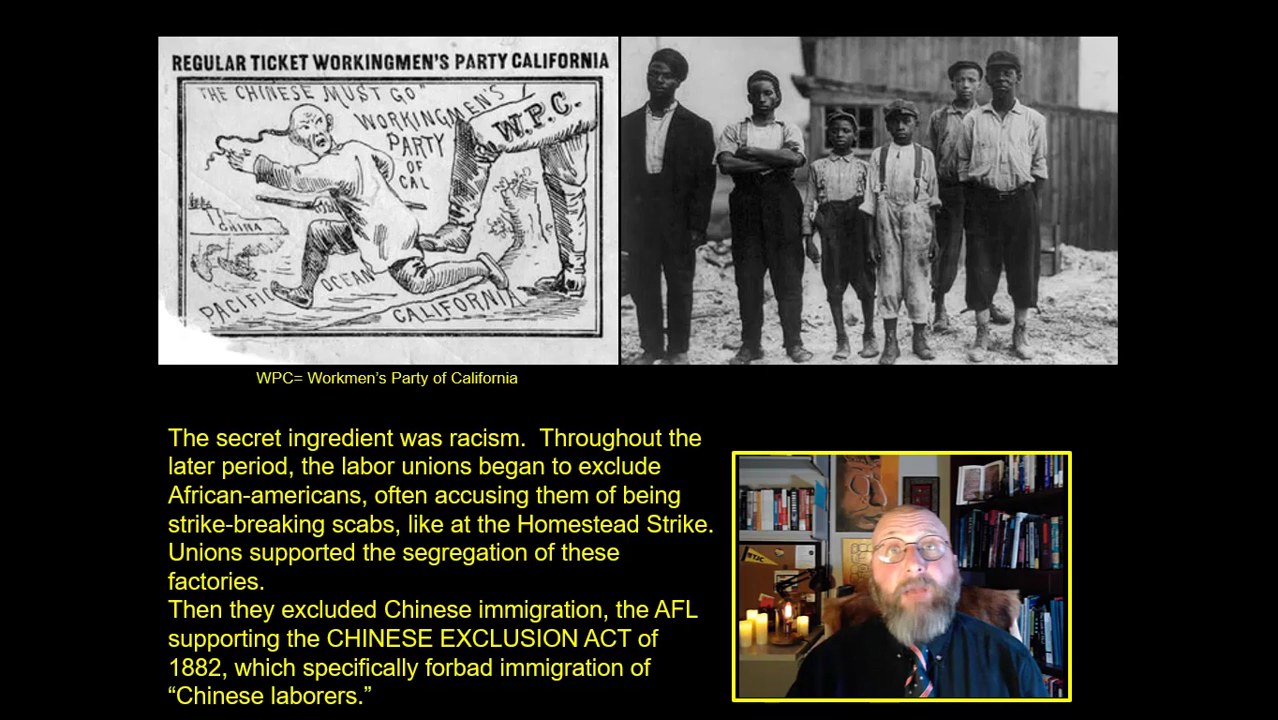 REGULAR TICKET WORKINGMEN'S PARTY CALIFORNIA
"THE CHINESE MUST GO"
WORKINGMEN'S
PARTY
OF
CAL
W.P.C.
CHINA
PACIFIC OCEAN
CALIFORNIA
WPC= Workmen's Party of California
The secret ingredient was racism.  Throughout the
later period, the labor unions began to exclude
African-americans, often accusing them of being
strike-breaking scabs, like at the Homestead Strike.
Unions supported the segregation of these
factories.
Then they excluded Chinese immigration, the AFL
supporting the CHINESE EXCLUSION ACT of
1882, which specifically forbad immigration of
“Chinese laborers.”